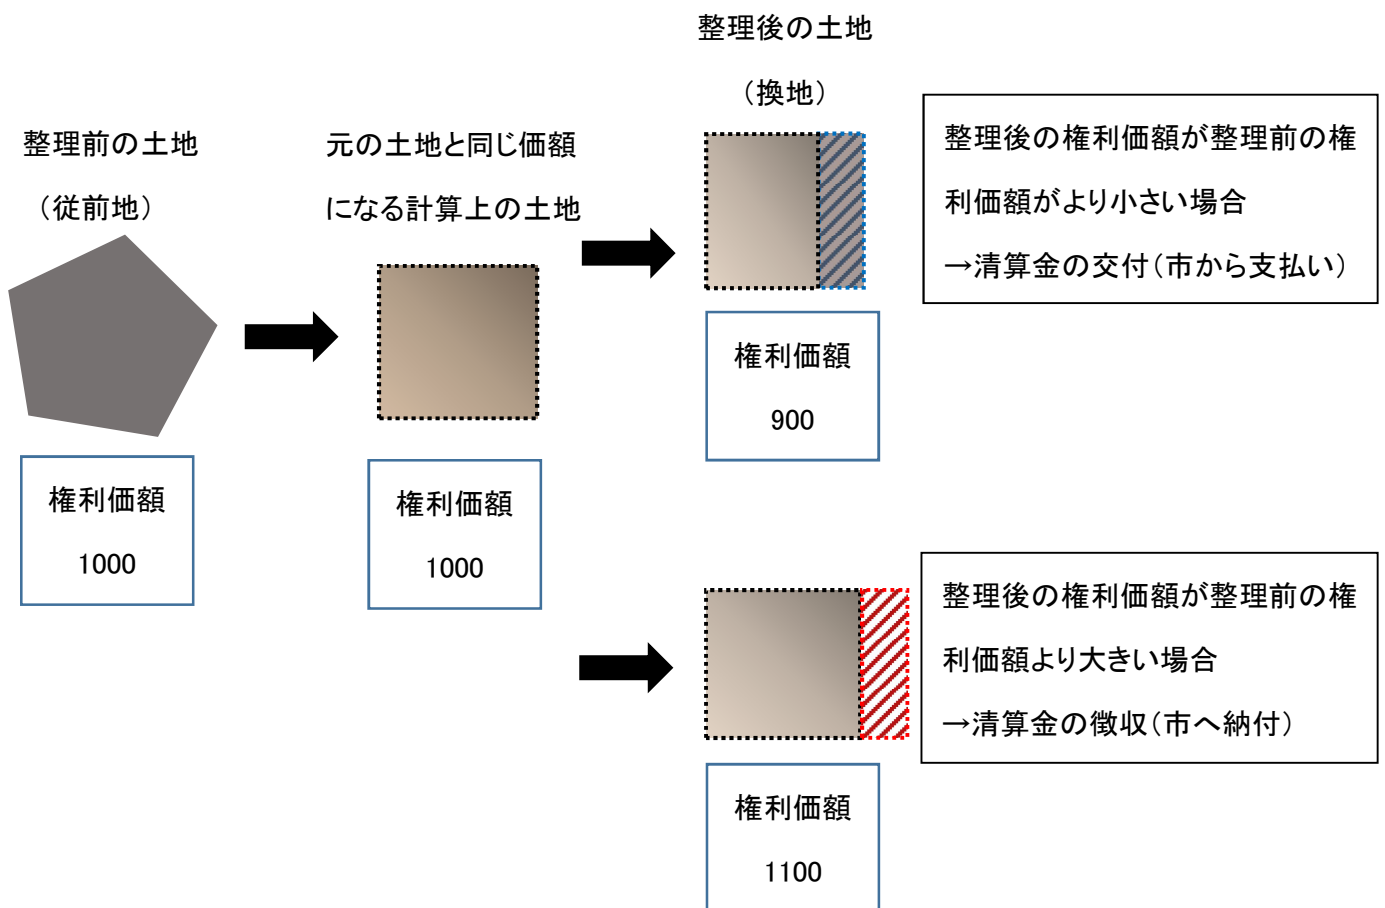 整理前の土地
（従前地）
権利価額
1000
元の土地と同じ価額
になる計算上の土地
権利価額
1000
整理後の土地
（換地）
権利価額
900
整理後の権利価額が整理前の権
利価額がより小さい場合
→清算金の交付（市から支払い）
権利価額
1100
整理後の権利価額が整理前の権
利価額より大きい場合
→清算金の徴収（市へ納付）